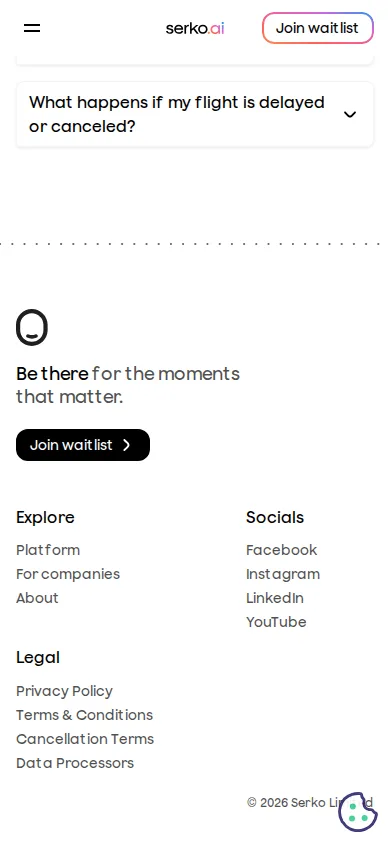 serko.ai
Join waitlist
What happens if my flight is delayed
or canceled?
Be there for the moments
that matter.
Join waitlist
Explore
Platform
For companies
About
Socials
Facebook
Instagram
LinkedIn
YouTube
Legal
Privacy Policy
Terms & Conditions
Cancellation Terms
Data Processors
© 2026 Serko